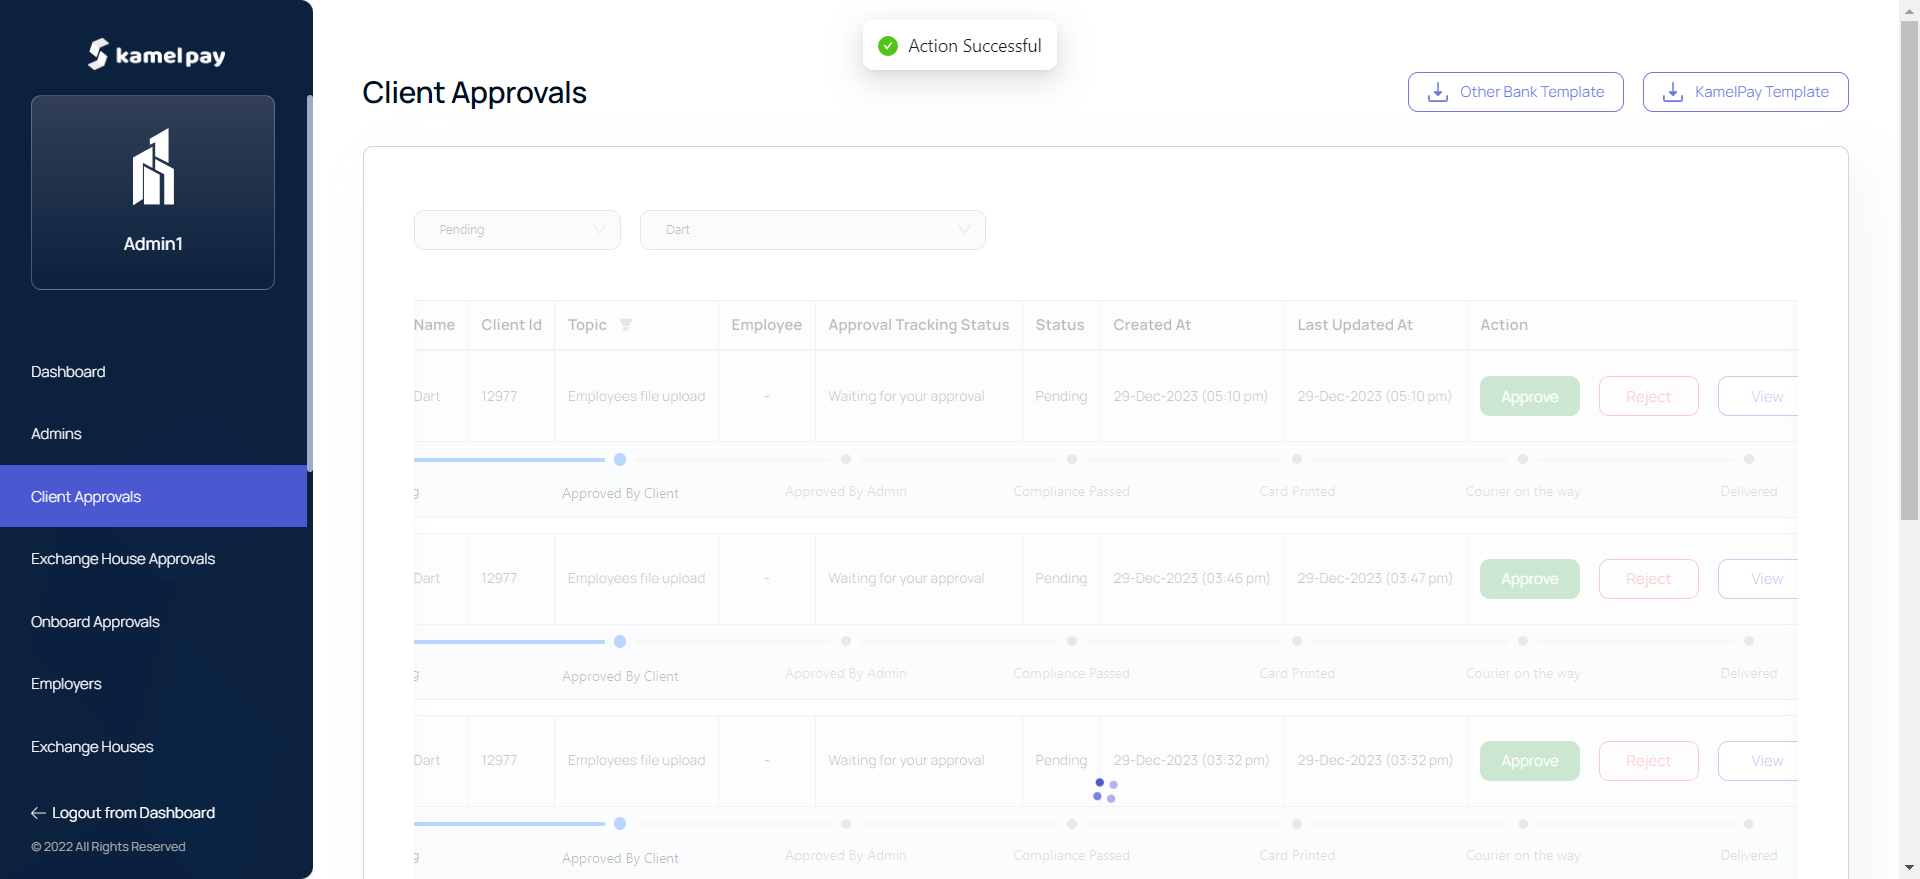 kamelpay
Admin1
Dashboard
Admins
Client Approvals
Exchange House Approvals
Onboard Approvals
Employers
Exchange Houses
Logout from Dashboard
© 2022 All Rights Reserved
Action Successful
Client Approvals
Other Bank Template
KamelPay Template
Pending
Dart
Name Client Id Topic Employee Approval Tracking Status Status Created At Last Updated At Action
Dart 12977 Employees file upload - Waiting for your approval Pending 29-Dec-2023 (05:10 pm) 29-Dec-2023 (05:10 pm) Approve Reject View
g Approved By Client Approved By Admin Compliance Passed Card Printed Courier on the way Delivered
Dart 12977 Employees file upload - Waiting for your approval Pending 29-Dec-2023 (03:46 pm) 29-Dec-2023 (03:47 pm) Approve Reject View
g Approved By Client Approved By Admin Compliance Passed Card Printed Courier on the way Delivered
Dart 12977 Employees file upload - Waiting for your approval Pending 29-Dec-2023 (03:32 pm) 29-Dec-2023 (03:32 pm) Approve Reject View
g Approved By Client Approved By Admin Compliance Passed Card Printed Courier on the way Delivered